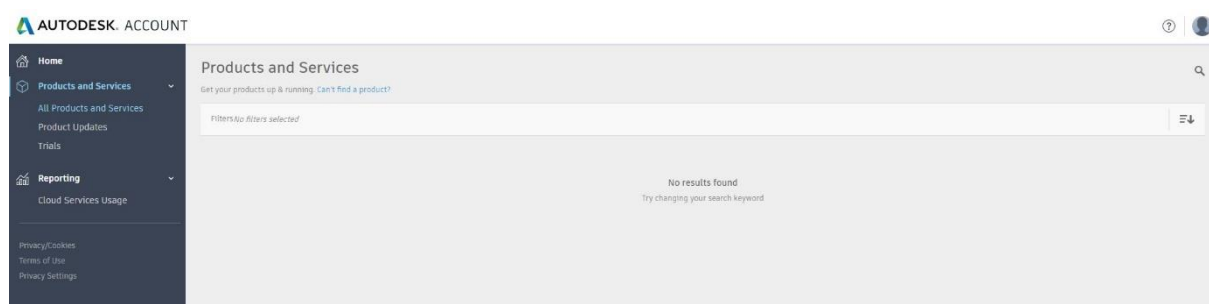 AUTODESK. ACCOUNT
?
Home
Products and Services
All Products and Services
Product Updates
Trials
Reporting
Cloud Services Usage
Privacy/Cookies
Terms of Use
Privacy Settings
Products and Services
Get your products up & running. Can't find a product?
Filters No filters selected
No results found
Try changing your search keyword